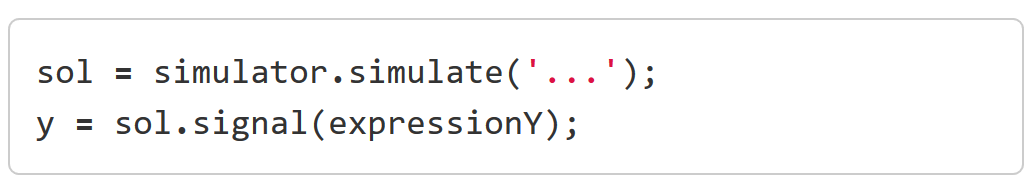 sol = simulator.simulate('...');
y = sol.signal(expressionY);